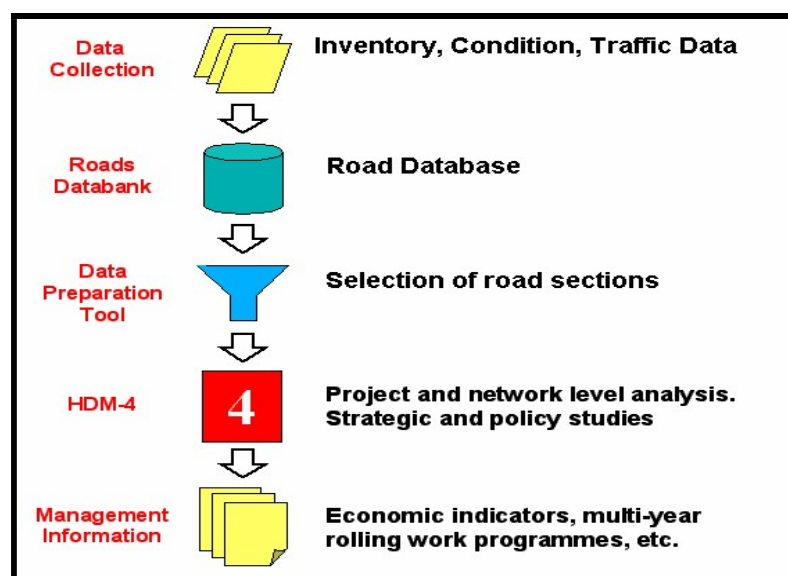 Data
Collection
Inventory, Condition, Traffic Data
Roads
Databank
Road Database
Data
Preparation
Tool
Selection of road sections
HDM-4
4
Project and network level analysis.
Strategic and policy studies
Management
Information
Economic indicators, multi-year
rolling work programmes, etc.